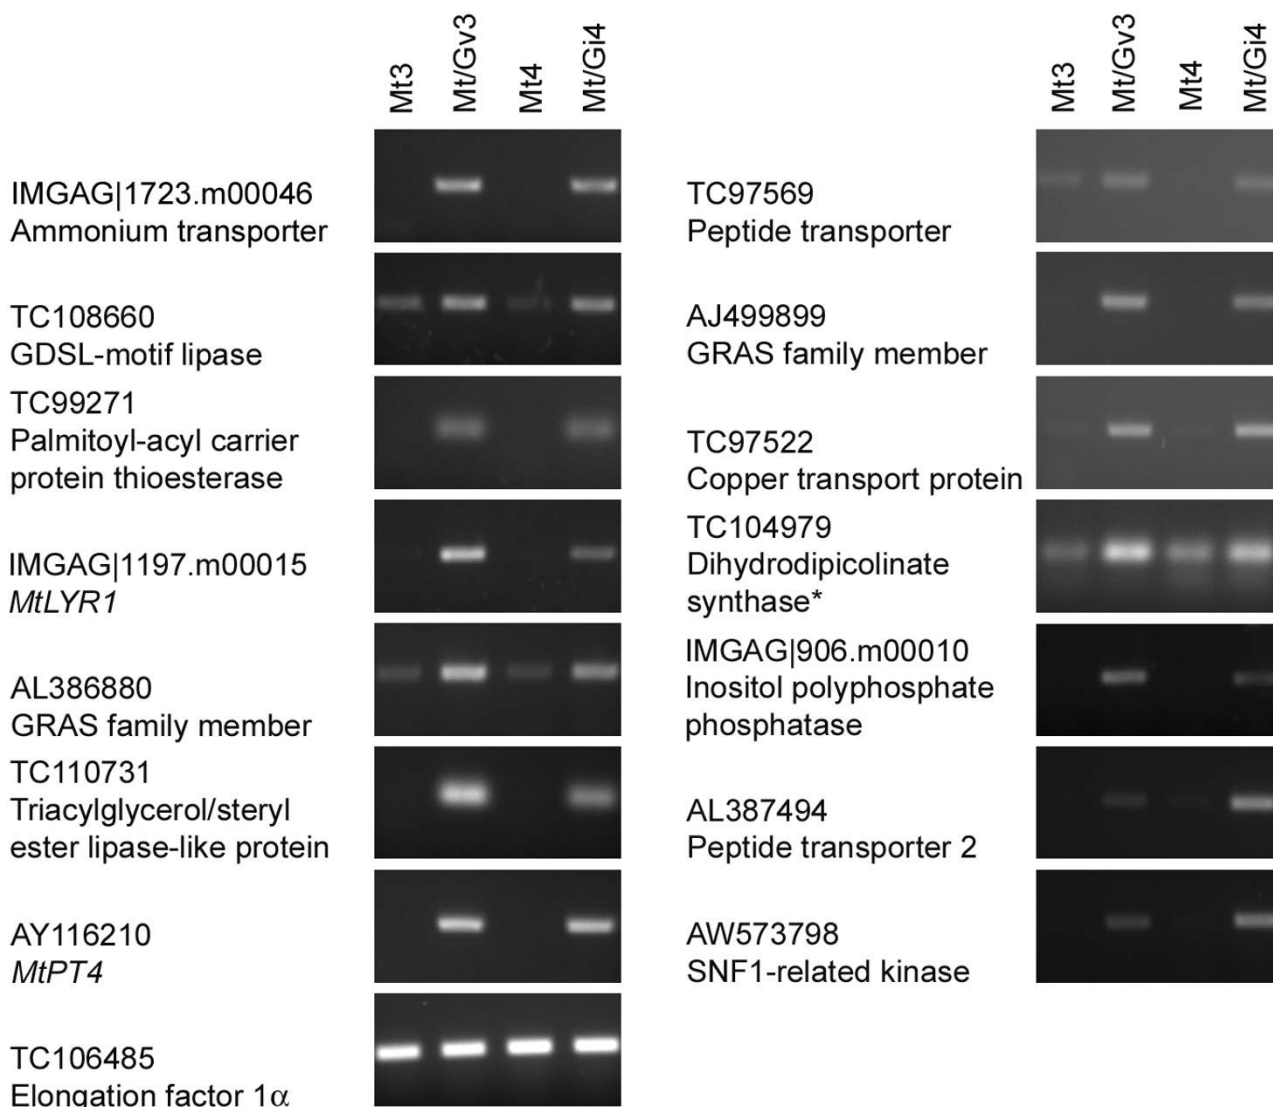 Mt3
Mt/Gv3
Mt4
Mt/Gi4
IMGAG|1723.m00046
Ammonium transporter
TC108660
GDSL-motif lipase
TC99271
Palmitoyl-acyl carrier
protein thioesterase
IMGAG|1197.m00015
MtLYR1
AL386880
GRAS family member
TC110731
Triacylglycerol/steryl
ester lipase-like protein
AY116210
MtPT4
TC106485
Elongation factor 1α
Mt3
Mt/Gv3
Mt4
Mt/Gi4
TC97569
Peptide transporter
AJ499899
GRAS family member
TC97522
Copper transport protein
TC104979
Dihydrodipicolinate
synthase*
IMGAG|906.m00010
Inositol polyphosphate
phosphatase
AL387494
Peptide transporter 2
AW573798
SNF1-related kinase